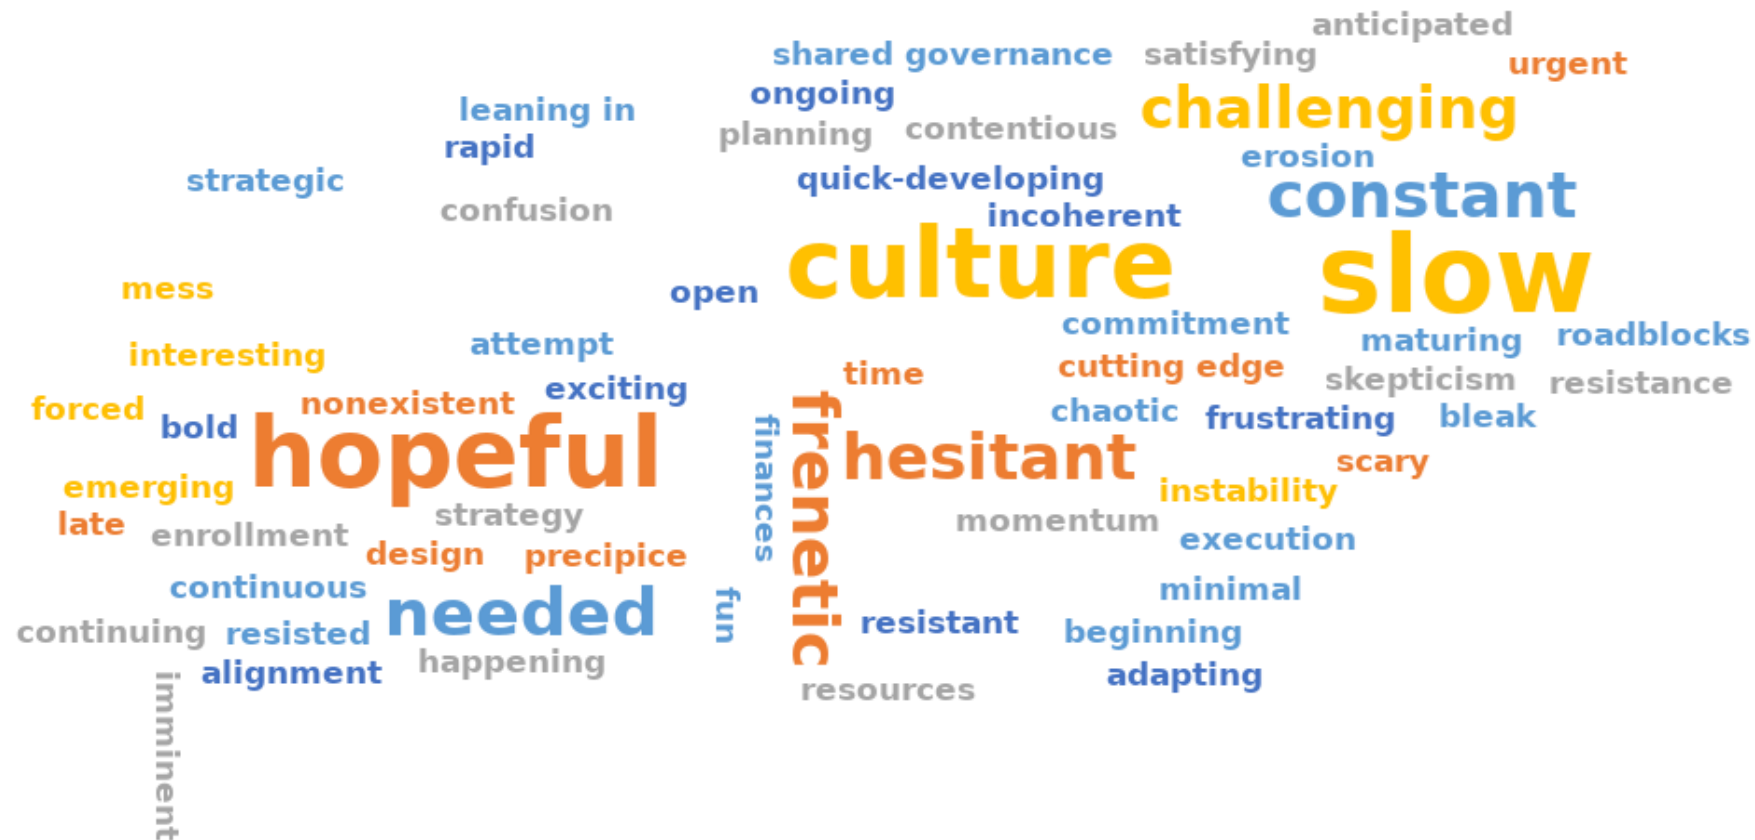 anticipated
shared governance
satisfying
urgent
ongoing
challenging
leaning in
planning
contentious
rapid
erosion
strategic
quick-developing
constant
confusion
incoherent
culture
slow
mess
open
commitment
maturing
roadblocks
interesting
attempt
time
cutting edge
skepticism
resistance
exciting
forced
nonexistent
chaotic
frustrating
bleak
bold
hopeful
finances
frenetic
hesitant
scary
emerging
instability
late
enrollment
strategy
momentum
execution
design
precipice
continuous
needed
fun
minimal
continuing
resisted
resistant
beginning
alignment
happening
adapting
resources
imminent